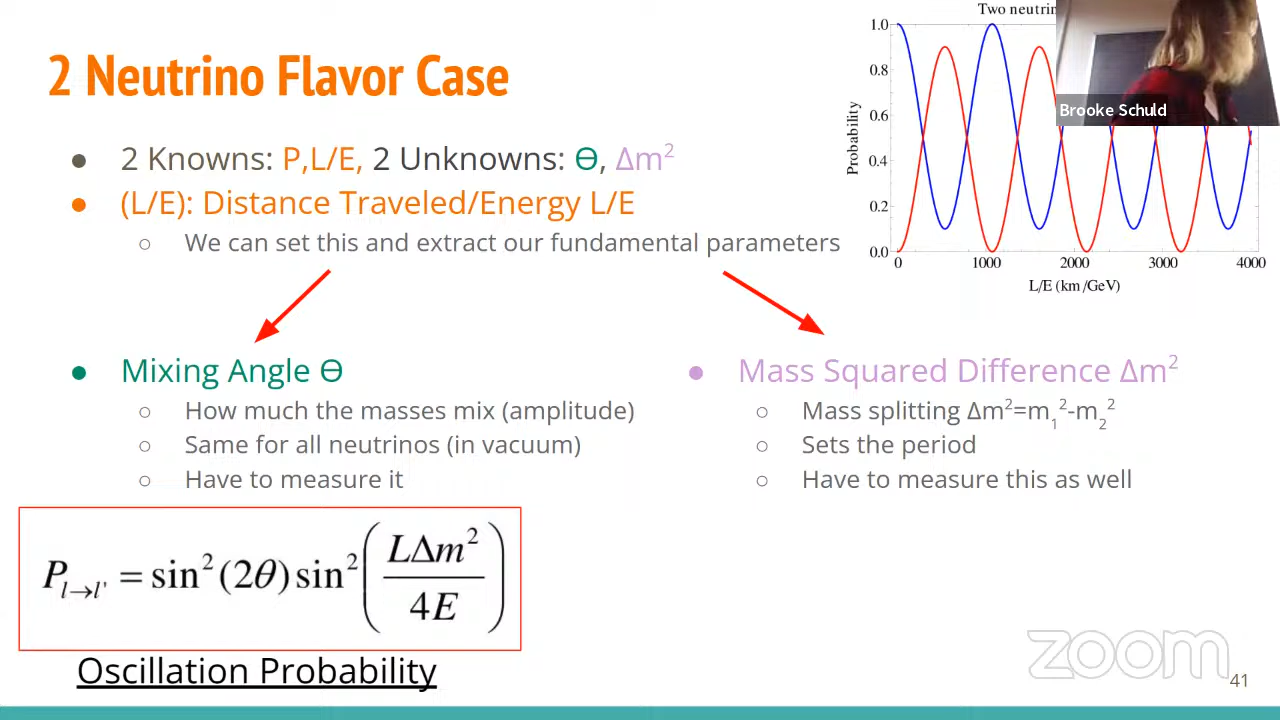 2 Neutrino Flavor Case
● 2 Knowns: P,L/E, 2 Unknowns: ϴ, Δm²
● (L/E): Distance Traveled/Energy L/E
○ We can set this and extract our fundamental parameters
Two
1.0
0.8
0.6
0.4
0.2
0.0
Probability
0 1000 2000 3000 4000
L/E (km/GeV)
Brooke Schuld
● Mixing Angle ϴ
○ How much the masses mix (amplitude)
○ Same for all neutrinos (in vacuum)
○ Have to measure it
● Mass Squared Difference Δm²
○ Mass splitting Δm²=m₁²-m₂²
○ Sets the period
○ Have to measure this as well
P_{l→l'} = sin²(2θ)sin²(LΔm²/4E)
Oscillation Probability
zoom
41